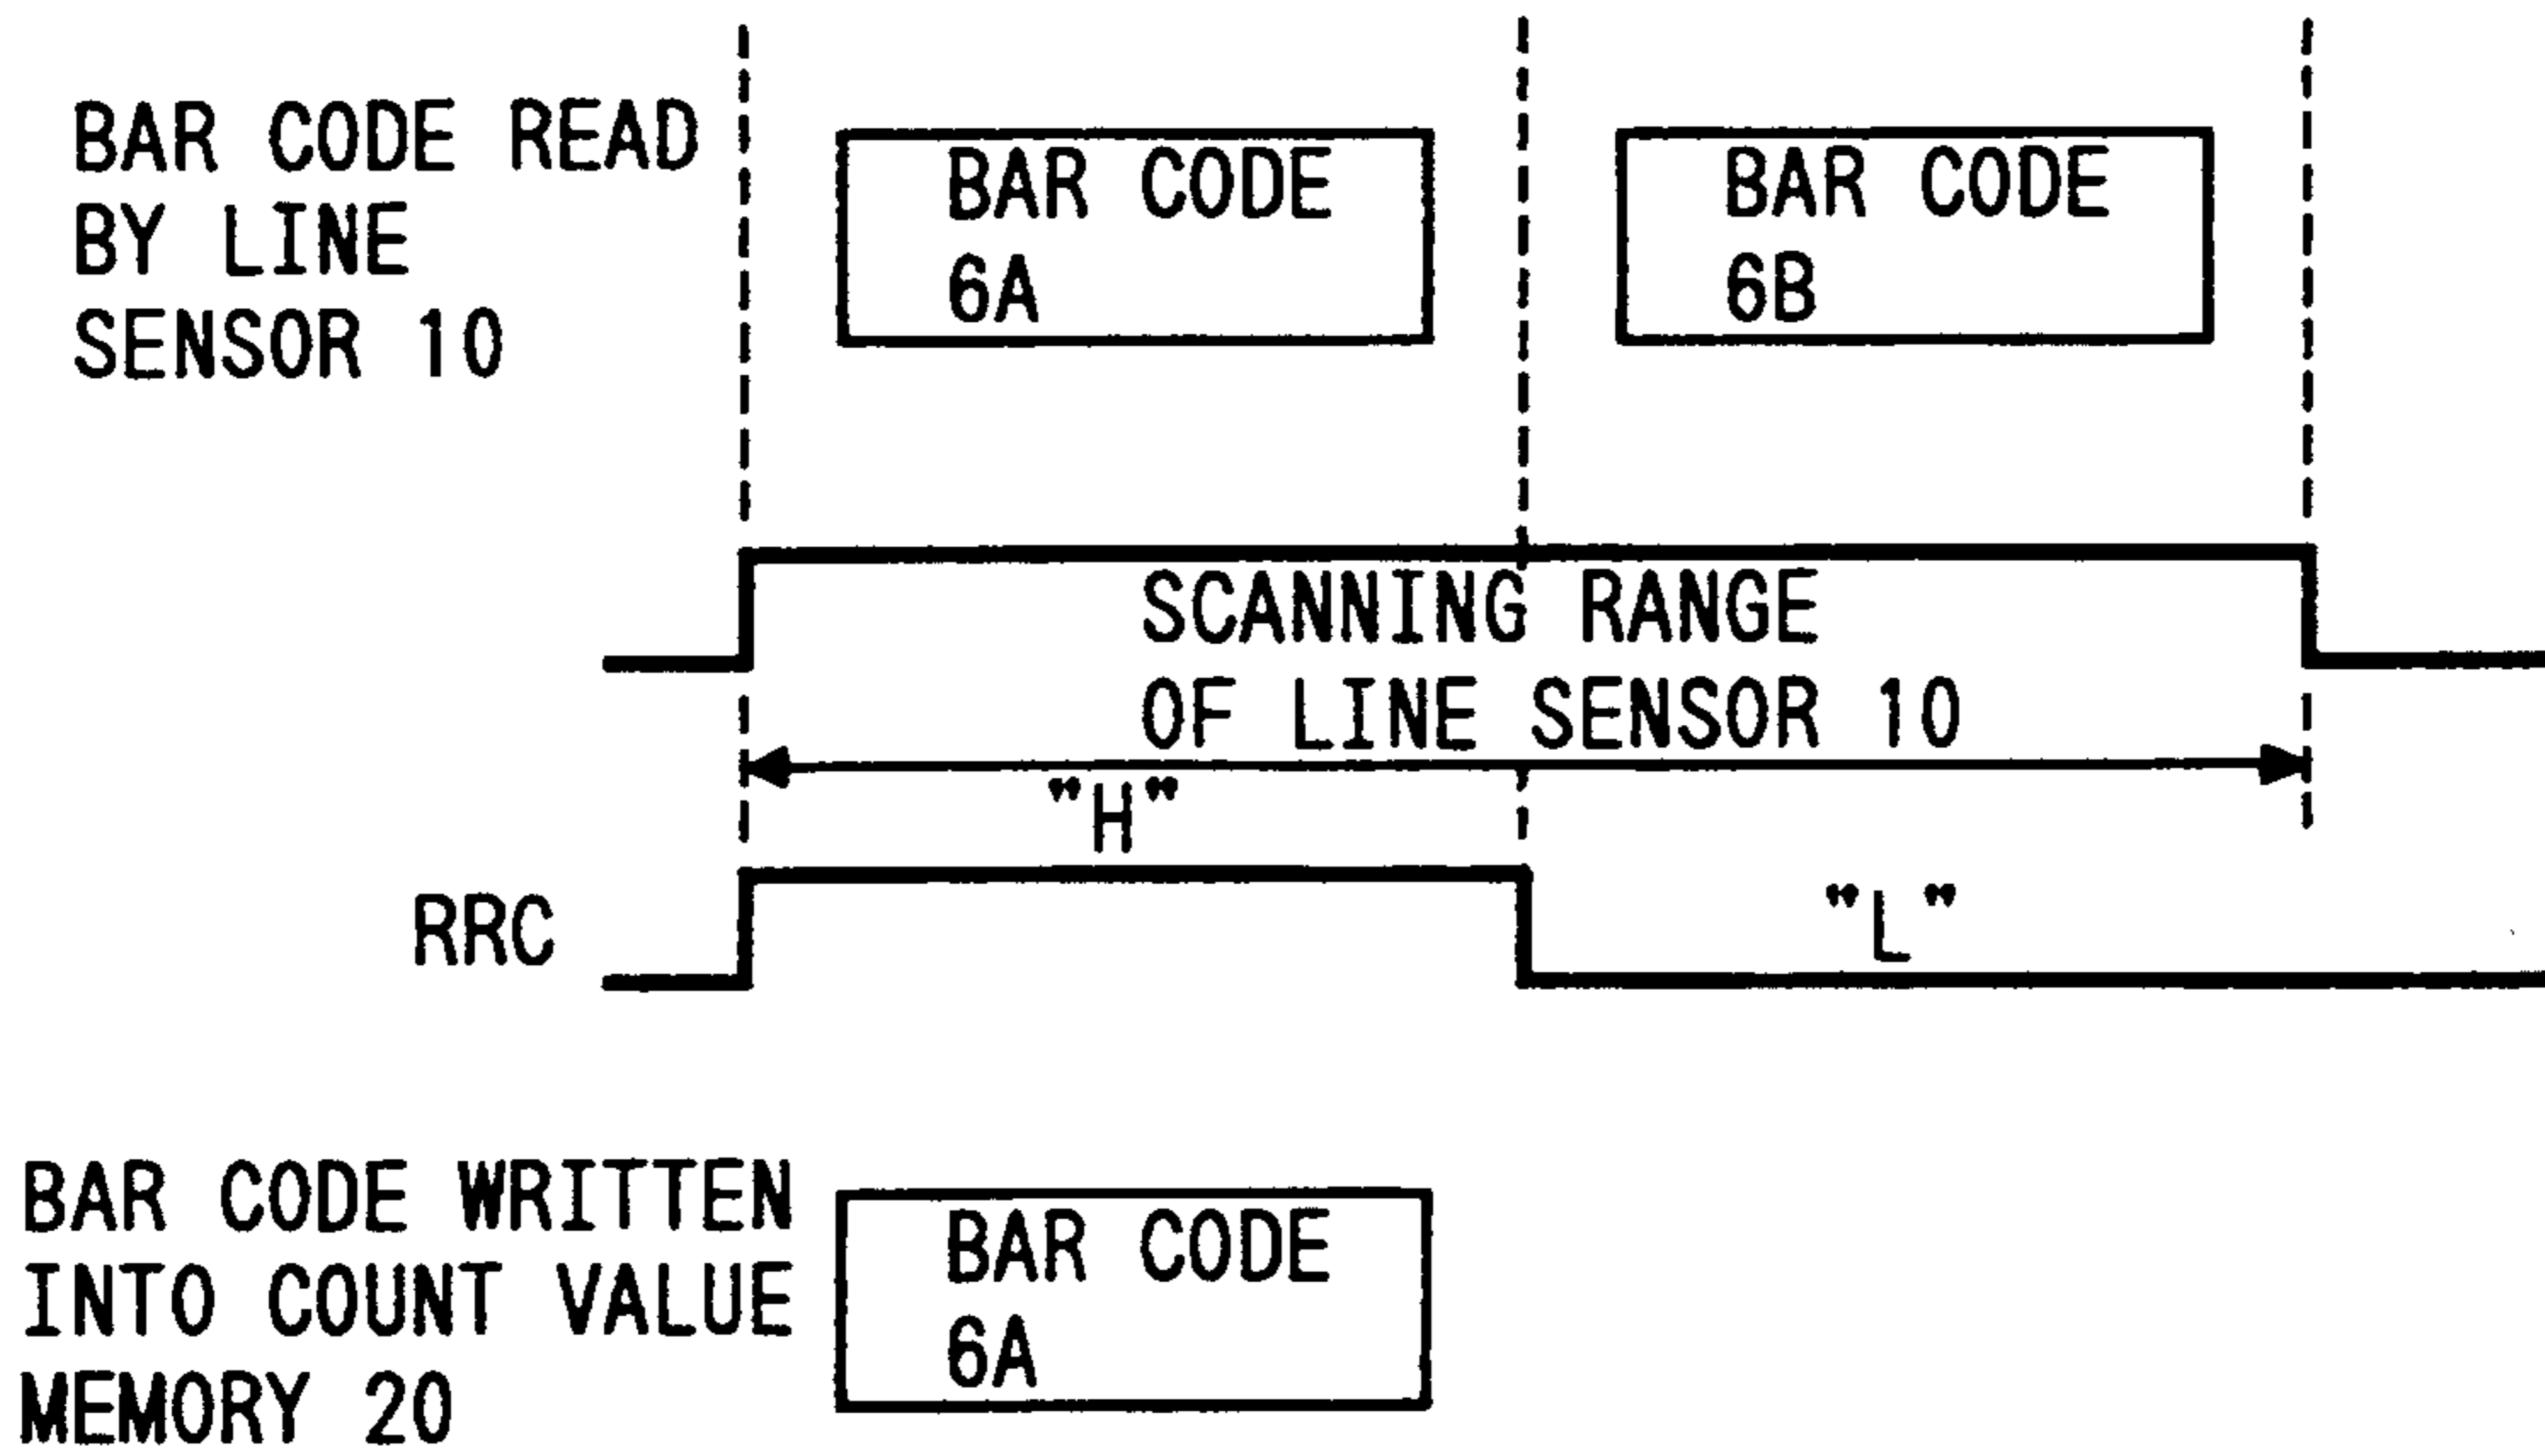 BAR CODE READ
BY LINE
SENSOR 10
BAR CODE
6A
BAR CODE
6B
SCANNING RANGE
OF LINE SENSOR 10
"H"
RRC
"L"
BAR CODE WRITTEN
INTO COUNT VALUE
MEMORY 20
BAR CODE
6A